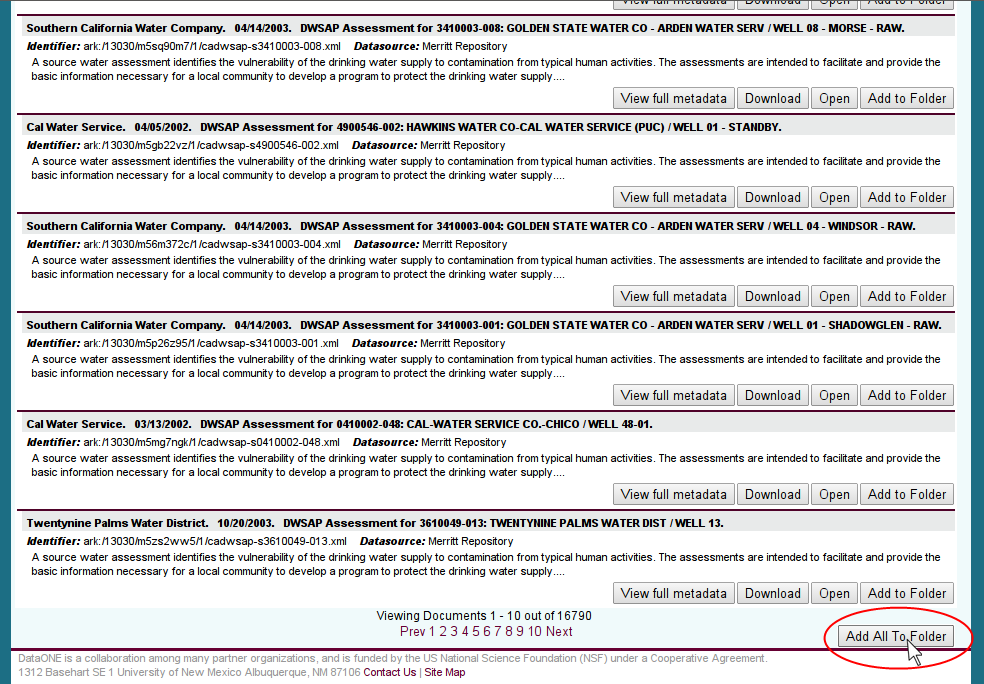 View full metadata Download Open Add to Folder
Southern California Water Company. 04/14/2003. DWSAP Assessment for 3410003-008: GOLDEN STATE WATER CO - ARDEN WATER SERV / WELL 08 - MORSE - RAW.
Identifier: ark:/13030/m5sq90m7/1/cadwsap-s3410003-008.xml Datasource: Merritt Repository
A source water assessment identifies the vulnerability of the drinking water supply to contamination from typical human activities. The assessments are intended to facilitate and provide the
basic information necessary for a local community to develop a program to protect the drinking water supply....
View full metadata Download Open Add to Folder
Cal Water Service. 04/05/2002. DWSAP Assessment for 4900546-002: HAWKINS WATER CO-CAL WATER SERVICE (PUC) / WELL 01 - STANDBY.
Identifier: ark:/13030/m5gb22vz/1/cadwsap-s4900546-002.xml Datasource: Merritt Repository
A source water assessment identifies the vulnerability of the drinking water supply to contamination from typical human activities. The assessments are intended to facilitate and provide the
basic information necessary for a local community to develop a program to protect the drinking water supply....
View full metadata Download Open Add to Folder
Southern California Water Company. 04/14/2003. DWSAP Assessment for 3410003-004: GOLDEN STATE WATER CO - ARDEN WATER SERV / WELL 04 - WINDSOR - RAW.
Identifier: ark:/13030/m56m372c/1/cadwsap-s3410003-004.xml Datasource: Merritt Repository
A source water assessment identifies the vulnerability of the drinking water supply to contamination from typical human activities. The assessments are intended to facilitate and provide the
basic information necessary for a local community to develop a program to protect the drinking water supply....
View full metadata Download Open Add to Folder
Southern California Water Company. 04/14/2003. DWSAP Assessment for 3410003-001: GOLDEN STATE WATER CO - ARDEN WATER SERV / WELL 01 - SHADOWGLEN - RAW.
Identifier: ark:/13030/m5p26z95/1/cadwsap-s3410003-001.xml Datasource: Merritt Repository
A source water assessment identifies the vulnerability of the drinking water supply to contamination from typical human activities. The assessments are intended to facilitate and provide the
basic information necessary for a local community to develop a program to protect the drinking water supply....
View full metadata Download Open Add to Folder
Cal Water Service. 03/13/2002. DWSAP Assessment for 0410002-048: CAL-WATER SERVICE CO.-CHICO / WELL 48-01.
Identifier: ark:/13030/m5mg7ngk/1/cadwsap-s0410002-048.xml Datasource: Merritt Repository
A source water assessment identifies the vulnerability of the drinking water supply to contamination from typical human activities. The assessments are intended to facilitate and provide the
basic information necessary for a local community to develop a program to protect the drinking water supply....
View full metadata Download Open Add to Folder
Twentynine Palms Water District. 10/20/2003. DWSAP Assessment for 3610049-013: TWENTYNINE PALMS WATER DIST / WELL 13.
Identifier: ark:/13030/m5zs2ww5/1/cadwsap-s3610049-013.xml Datasource: Merritt Repository
A source water assessment identifies the vulnerability of the drinking water supply to contamination from typical human activities. The assessments are intended to facilitate and provide the
basic information necessary for a local community to develop a program to protect the drinking water supply....
View full metadata Download Open Add to Folder
Viewing Documents 1 - 10 out of 16790
Prev 1 2 3 4 5 6 7 8 9 10 Next
Add All To Folder
DataONE is a collaboration among many partner organizations, and is funded by the US National Science Foundation (NSF) under a Cooperative Agreement.
1312 Basehart SE 1 University of New Mexico Albuquerque, NM 87106 Contact Us | Site Map